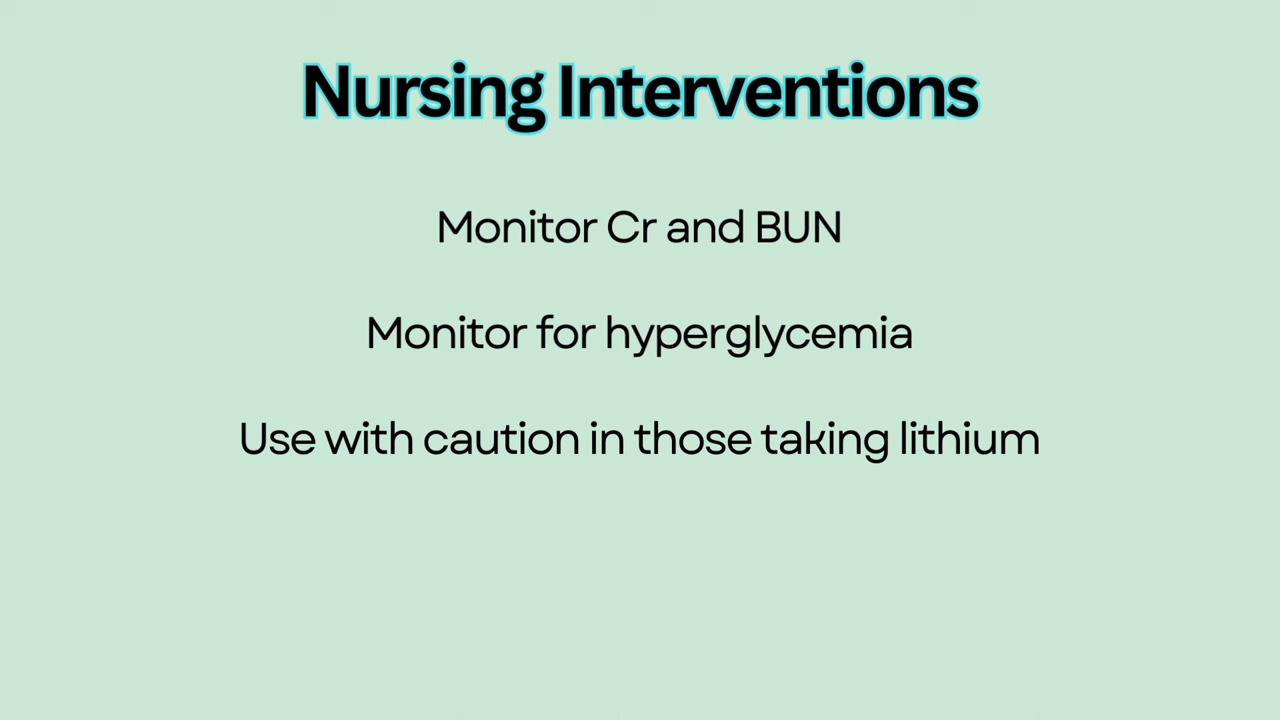 Nursing Interventions
Monitor Cr and BUN
Monitor for hyperglycemia
Use with caution in those taking lithium